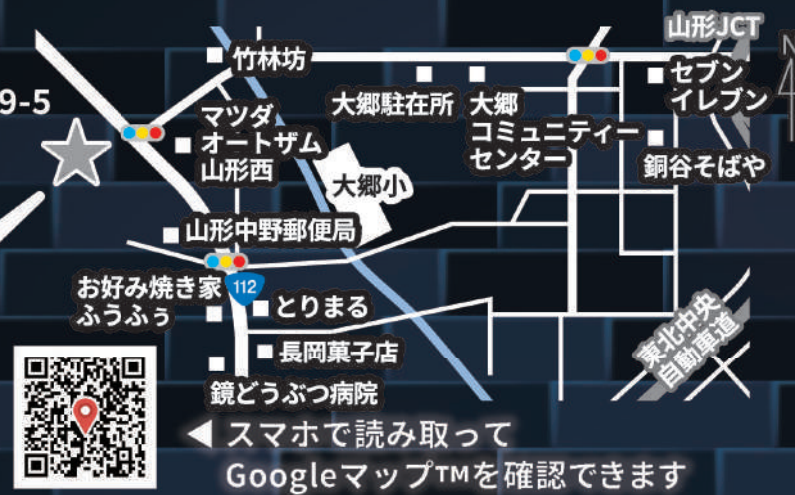 山形JCT
N
竹林坊
セブン
イレブン
9-5
マツダ
オートザム
山形西
大郷駐在所
大郷
コミュニティー
センター
銅谷そばや
大郷小
山形中野郵便局
112
お好み焼き家
ふうふぅ
とりまる
東北中央
自動車道
長岡菓子店
鏡どうぶつ病院
◀ スマホで読み取って
Googleマップ™を確認できます